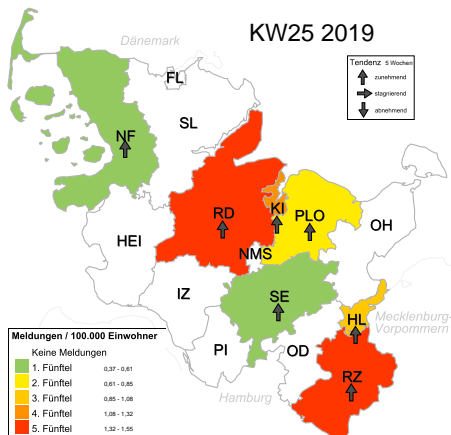 KW25 2019
Dänemark
Tendenz 5 Wochen
zunehmend
stagnierend
abnehmend
FL
SL
NF
RD
KI
PLO
OH
HEI
NMS
IZ
SE
HL
Mecklenburg-
Vorpommern
PI
OD
RZ
Hamburg
Meldungen / 100.000 Einwohner
Keine Meldungen
1. Fünftel 0,37 - 0,61
2. Fünftel 0,61 - 0,85
3. Fünftel 0,85 - 1,08
4. Fünftel 1,08 - 1,32
5. Fünftel 1,32 - 1,55